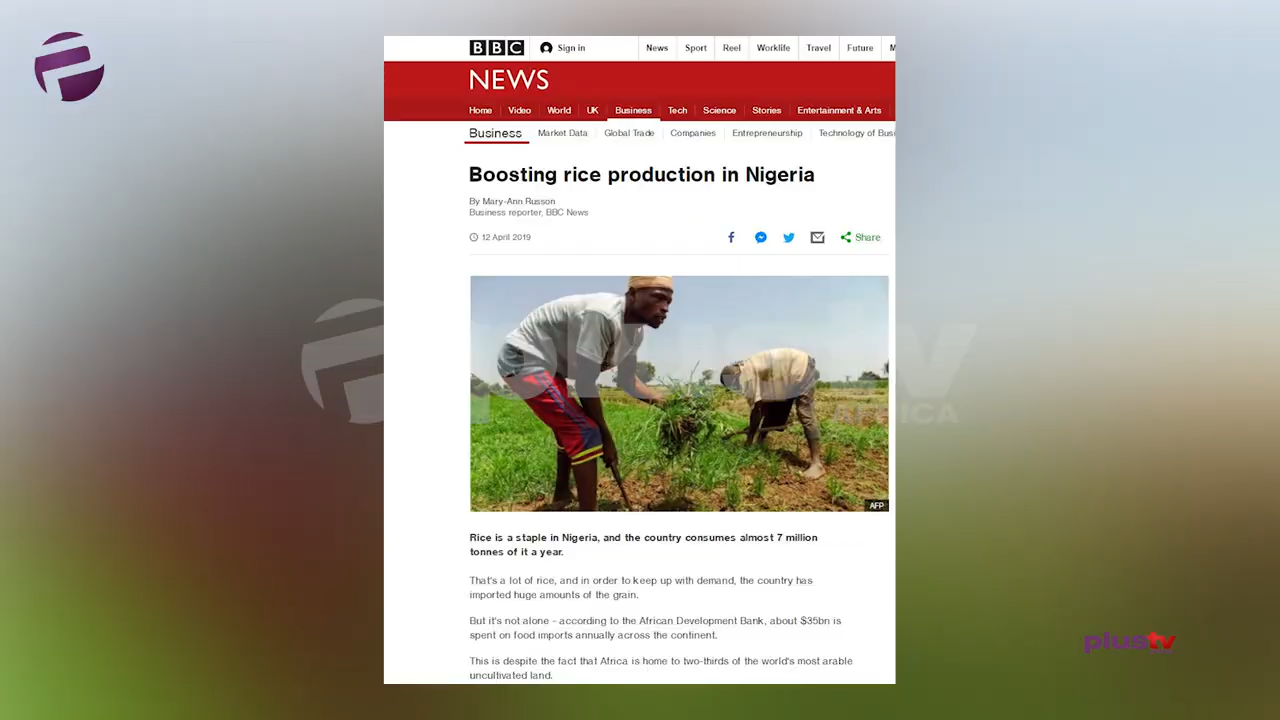 BBC Sign in News Sport Reel Worklife Travel Future M
NEWS
Home Video World UK Business Tech Science Stories Entertainment & Arts
Business Market Data Global Trade Companies Entrepreneurship Technology of Busi
Boosting rice production in Nigeria
By Mary-Ann Russon
Business reporter, BBC News
12 April 2019
Share
plustv
AFRICA
AFP
Rice is a staple in Nigeria, and the country consumes almost 7 million
tonnes of it a year.
That's a lot of rice, and in order to keep up with demand, the country has
imported huge amounts of the grain.
But it's not alone - according to the African Development Bank, about $35bn is
spent on food imports annually across the continent.
This is despite the fact that Africa is home to two-thirds of the world's most arable
uncultivated land.
plustv